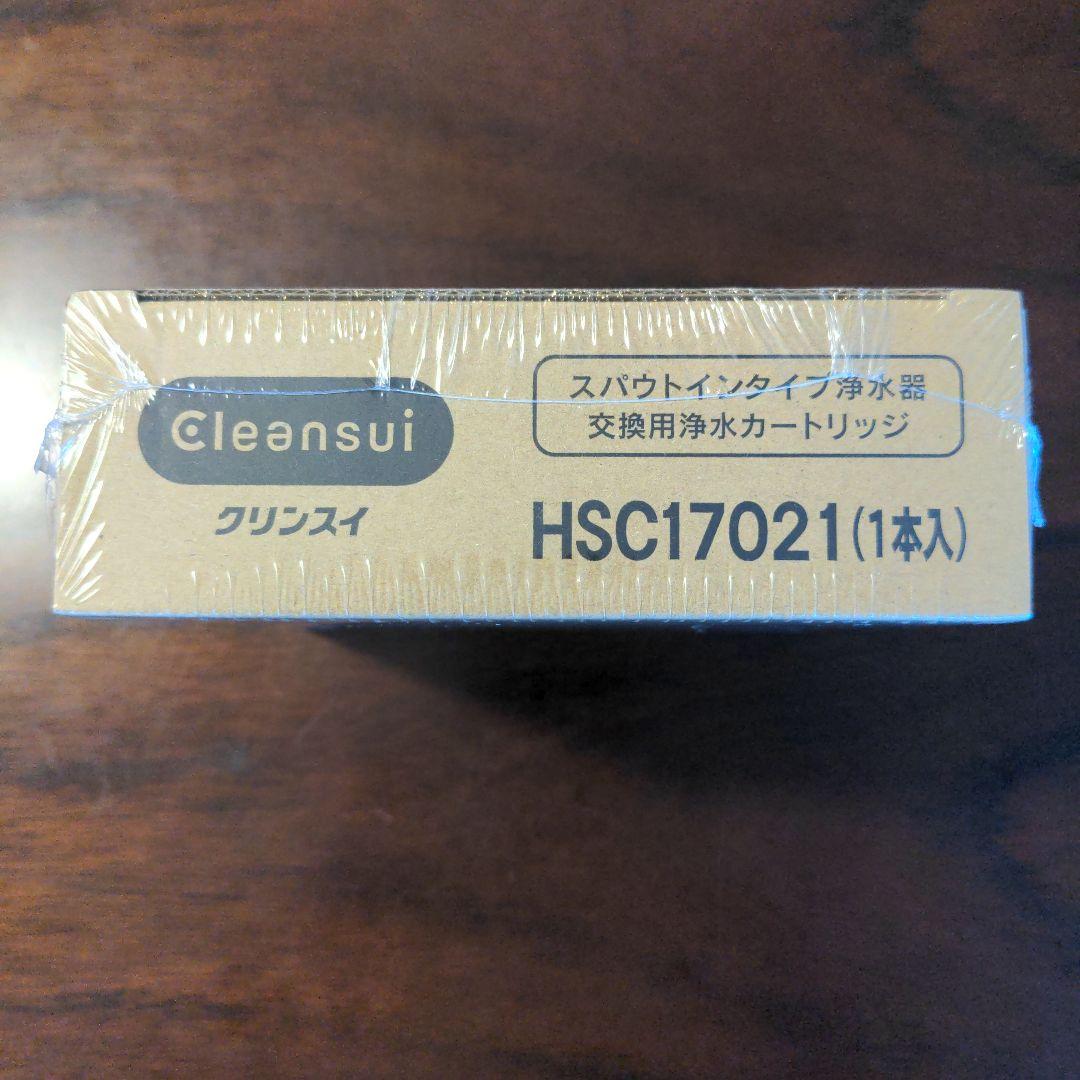 Cleansui
クリンスイ
スパウトインタイプ浄水器
交換用浄水カートリッジ
HSC17021(1本入)